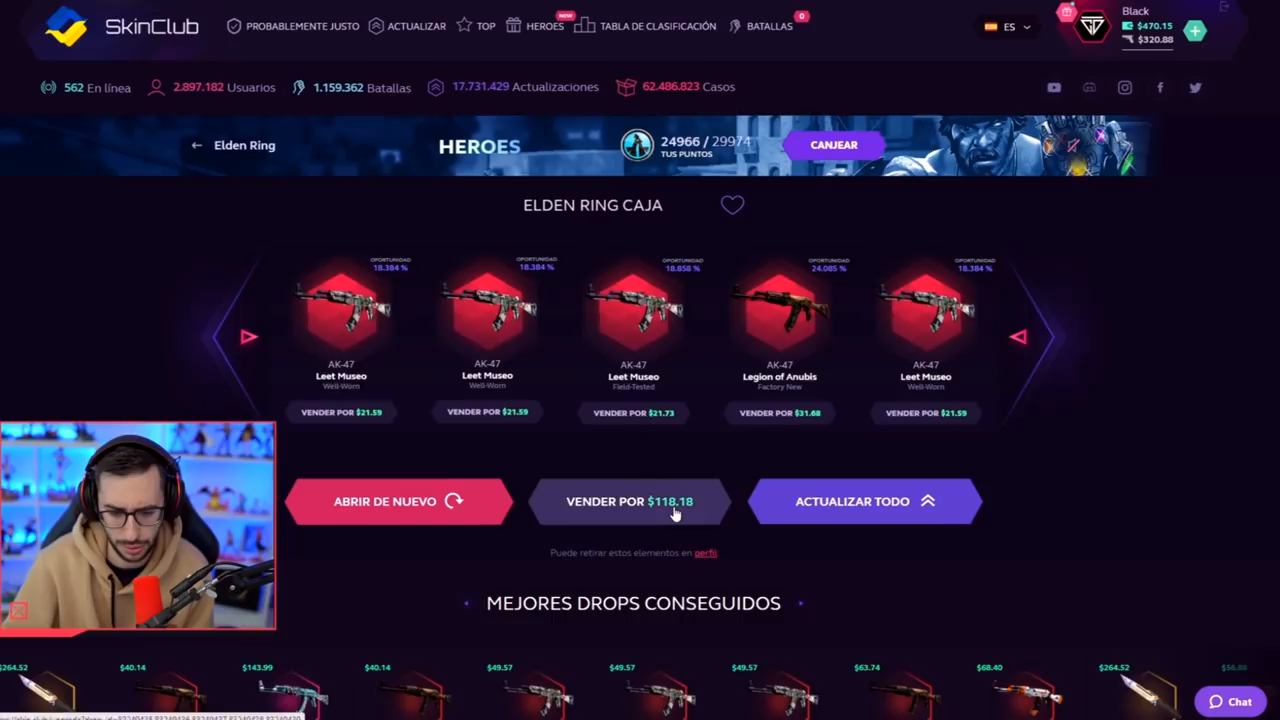 SKINCLUB
PROBABLEMENTE JUSTO
ACTUALIZAR
TOP
HEROES
NEW
TABLA DE CLASIFICACIÓN
BATALLAS
0
ES
Black
$470.15
$320.88
562 En línea
2.897.182 Usuarios
1.159.362 Batallas
17.731.429 Actualizaciones
62.486.823 Casos
← Elden Ring
HEROES
24966 / 29974
TUS PUNTOS
CANJEAR
ELDEN RING CAJA
OPORTUNIDAD
18.384 %
OPORTUNIDAD
18.384 %
OPORTUNIDAD
18.858 %
OPORTUNIDAD
24.085 %
OPORTUNIDAD
18.384 %
AK-47
Leet Museo
Well-Worn
VENDER POR $21.59
AK-47
Leet Museo
Well-Worn
VENDER POR $21.59
AK-47
Leet Museo
Field-Tested
VENDER POR $21.73
AK-47
Legion of Anubis
Factory New
VENDER POR $31.68
AK-47
Leet Museo
Well-Worn
VENDER POR $21.59
ABRIR DE NUEVO
VENDER POR $118.18
ACTUALIZAR TODO
Puede retirar estos elementos en perfil
MEJORES DROPS CONSEGUIDOS
$264.52
$40.14
$143.99
$40.14
$49.57
$49.57
$49.57
$63.74
$68.40
$264.52
Chat